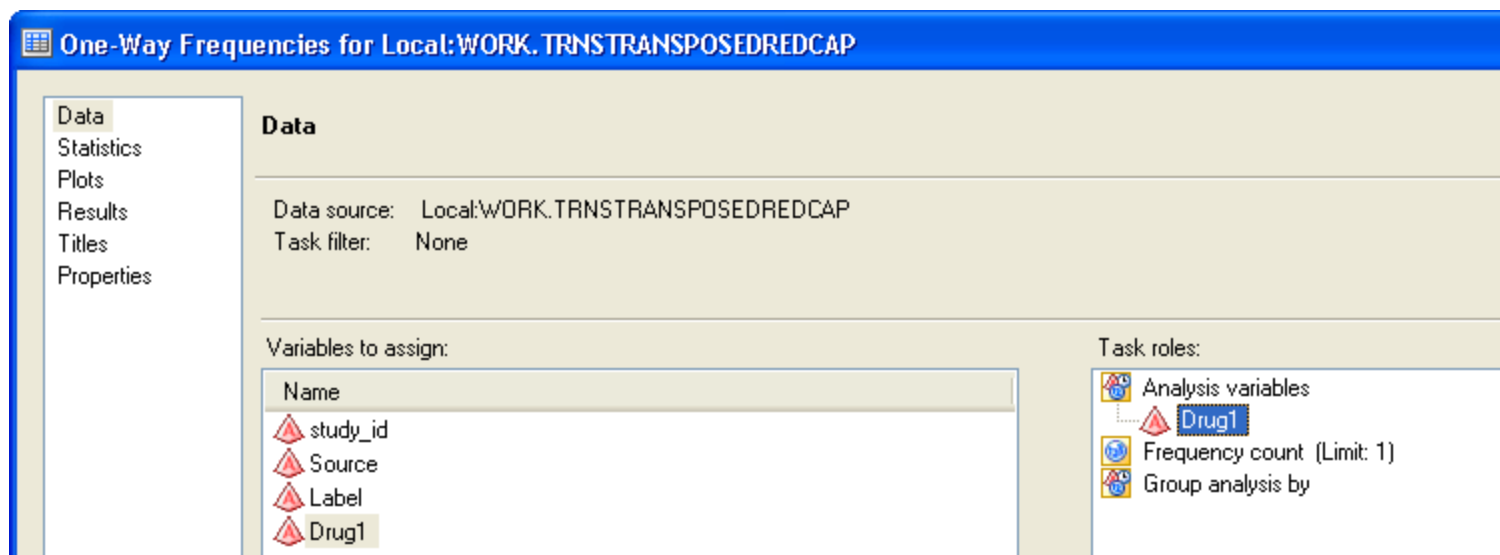 One-Way Frequencies for Local:WORK.TRNSTRANSPOSEDREDCAP
Data
Statistics
Plots
Results
Titles
Properties
Data
Data source: Local:WORK.TRNSTRANSPOSEDREDCAP
Task filter: None
Variables to assign:
Name
study_id
Source
Label
Drug1
Task roles:
Analysis variables
Drug1
Frequency count (Limit: 1)
Group analysis by